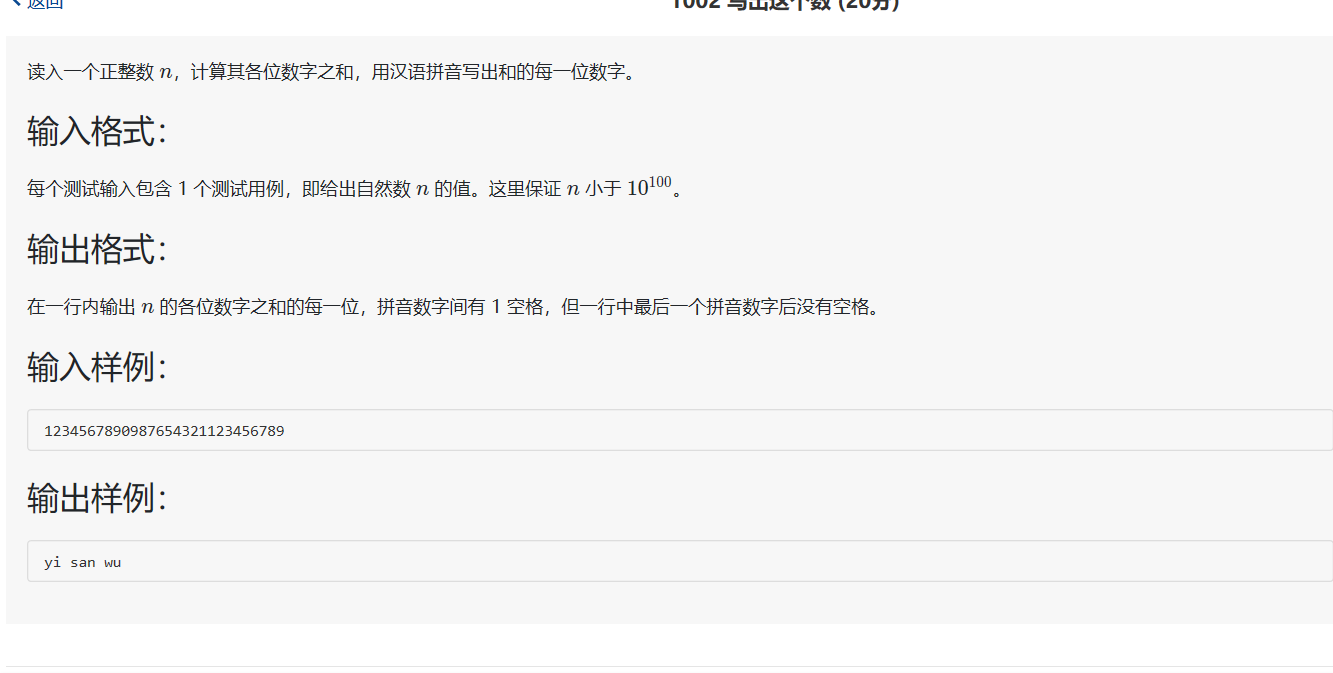 返回
1002 写出这个数 (20分)
读入一个正整数 n，计算其各位数字之和，用汉语拼音写出和的每一位数字。
输入格式：
每个测试输入包含 1 个测试用例，即给出自然数 n 的值。这里保证 n 小于 10^100。
输出格式：
在一行内输出 n 的各位数字之和的每一位，拼音数字间有 1 空格，但一行中最后一个拼音数字后没有空格。
输入样例：
1234567890987654321123456789
输出样例：
yi san wu